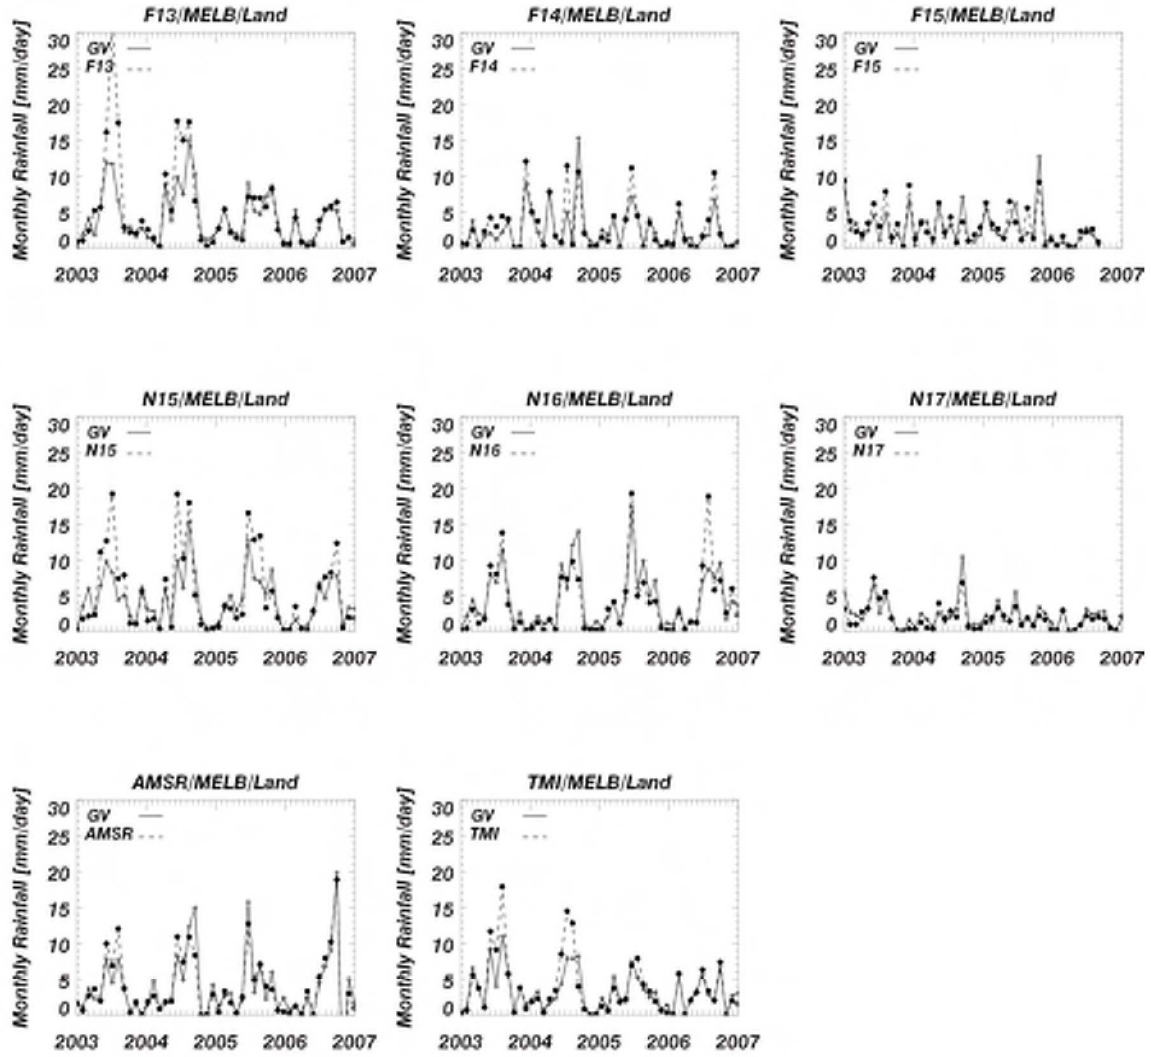 F13/MELB/Land
Monthly Rainfall [mm/day]
30
25
20
15
10
5
0
GV
F13
2003 2004 2005 2006 2007
F14/MELB/Land
Monthly Rainfall [mm/day]
30
25
20
15
10
5
0
GV
F14
2003 2004 2005 2006 2007
F15/MELB/Land
Monthly Rainfall [mm/day]
30
25
20
15
10
5
0
GV
F15
2003 2004 2005 2006 2007
N15/MELB/Land
Monthly Rainfall [mm/day]
30
25
20
15
10
5
0
GV
N15
2003 2004 2005 2006 2007
N16/MELB/Land
Monthly Rainfall [mm/day]
30
25
20
15
10
5
0
GV
N16
2003 2004 2005 2006 2007
N17/MELB/Land
Monthly Rainfall [mm/day]
30
25
20
15
10
5
0
GV
N17
2003 2004 2005 2006 2007
AMSR/MELB/Land
Monthly Rainfall [mm/day]
30
25
20
15
10
5
0
GV
AMSR
2003 2004 2005 2006 2007
TMI/MELB/Land
Monthly Rainfall [mm/day]
30
25
20
15
10
5
0
GV
TMI
2003 2004 2005 2006 2007